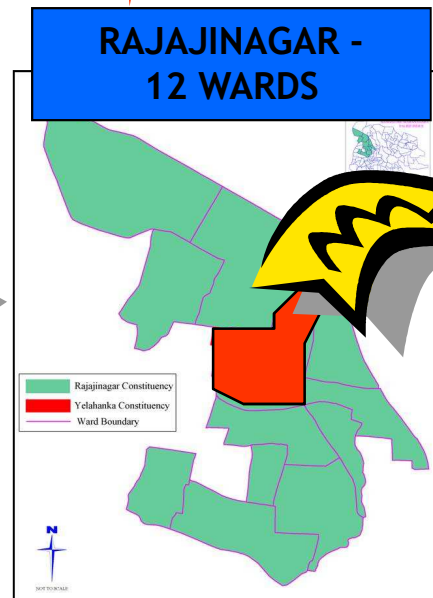 RAJAJINAGAR -
12 WARDS
Rajajinagar Constituency
Yelahanka Constituency
Ward Boundary
N
NOT TO SCALE